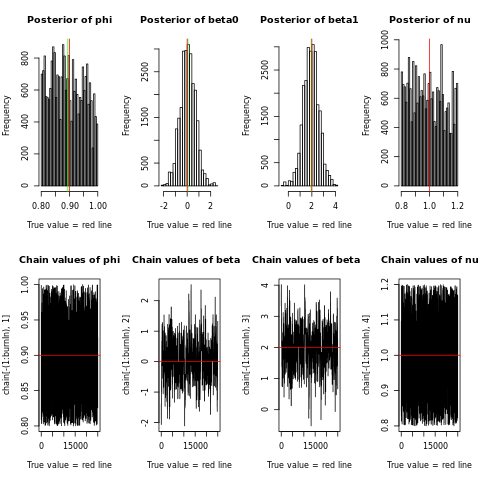 Posterior of phi
Posterior of beta0
Posterior of beta1
Posterior of nu
Frequency
0 200 400 600 800
0.80 0.90 1.00
True value = red line
Frequency
0 500 1500 2500
-2 0 2
True value = red line
Frequency
0 500 1500 2500
0 2 4
True value = red line
Frequency
0 200 400 600 800 1000
0.8 1.0 1.2
True value = red line
Chain values of phi
Chain values of beta
Chain values of beta
Chain values of nu
chain[-(1:burnIn), 1]
0.80 0.85 0.90 0.95 1.00
0 15000
True value = red line
chain[-(1:burnIn), 2]
-2 -1 0 1 2
0 15000
True value = red line
chain[-(1:burnIn), 3]
0 1 2 3 4
0 15000
True value = red line
chain[-(1:burnIn), 4]
0.8 0.9 1.0 1.1 1.2
0 15000
True value = red line